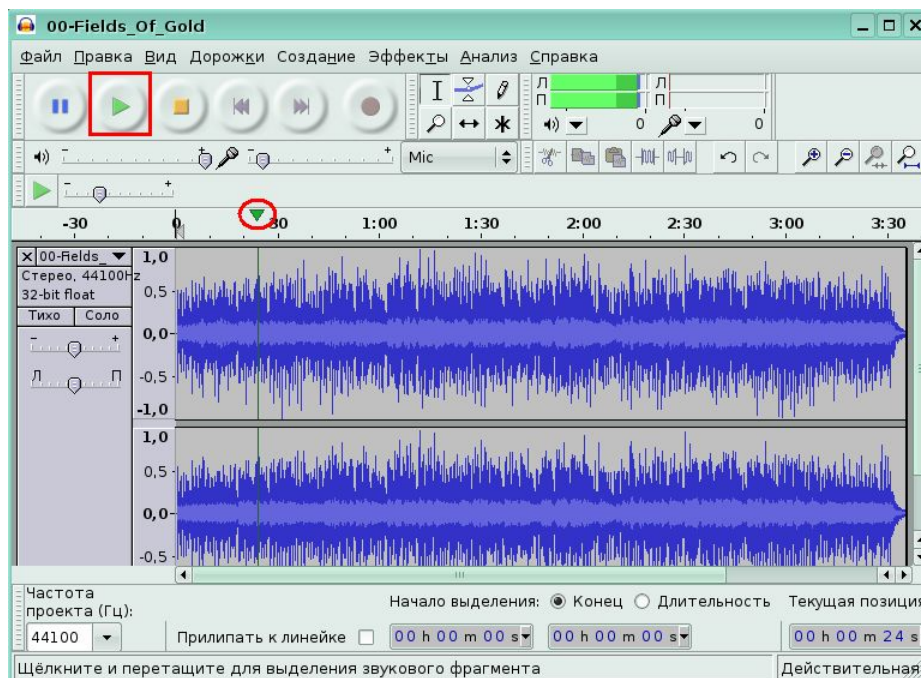 00-Fields_Of_Gold
Файл Правка Вид Дорожки Создание Эффекты Анализ Справка
Л Л
П П
0 0
- + - + Mic
- +
-30 0 30 1:00 1:30 2:00 2:30 3:00 3:30
00-Fields_
Стерео, 44100Hz
32-bit float
Тихо Соло
- +
Л П
1,0
0,5
0,0
-0,5
-1,0
1,0
0,5
0,0
-0,5
Частота
проекта (Гц):
Начало выделения: Конец Длительность Текущая позиция
44100 Прилипать к линейке 00 h 00 m 00 s 00 h 00 m 00 s 00 h 00 m 24 s
Щёлкните и перетащите для выделения звукового фрагмента Действительная